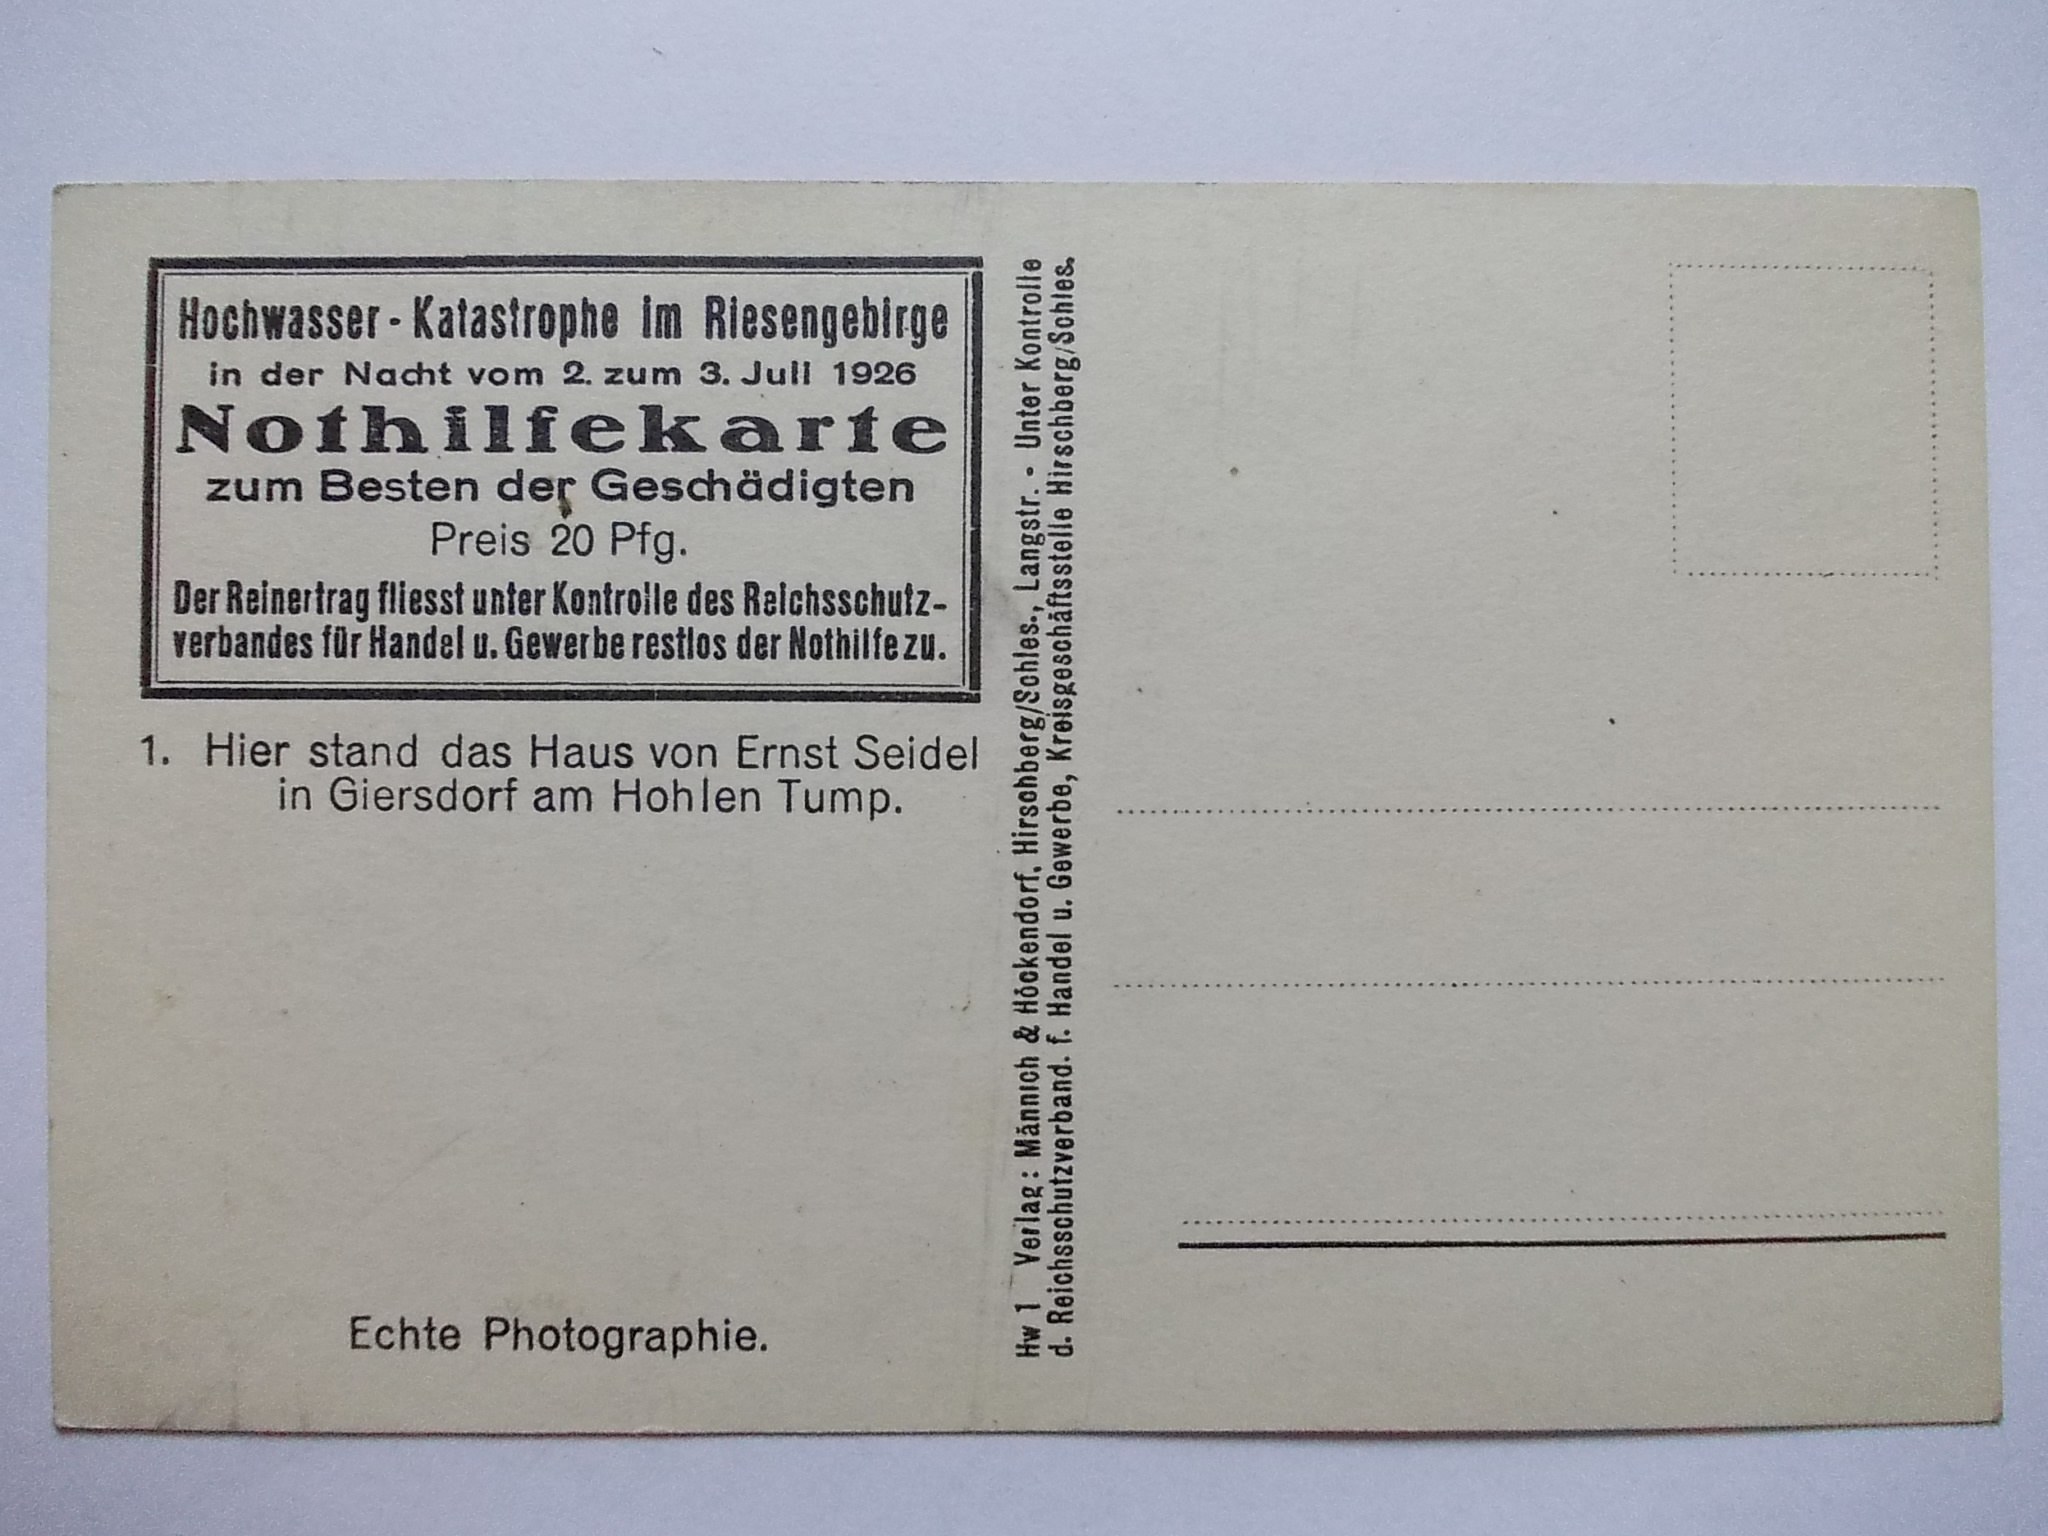 Hochwasser - Katastrophe im Riesengebirge
in der Nacht vom 2. zum 3. Juli 1926
Nothilfekarte
zum Besten der Geschädigten
Preis 20 Pfg.
Der Reinertrag fliesst unter Kontrolle des Reichsschutz-
verbandes für Handel u. Gewerbe restlos der Nothilfe zu.
1. Hier stand das Haus von Ernst Seidel
in Giersdorf am Hohlen Tump.
Echte Photographie.
Hw 1 Verlag: Männich & Höckendorf, Hirschberg/Schles., Langstr. - Unter Kontrolle
d. Reichsschutzverband. f. Handel u. Gewerbe, Kreisgeschäftsstelle Hirschberg/Schles.